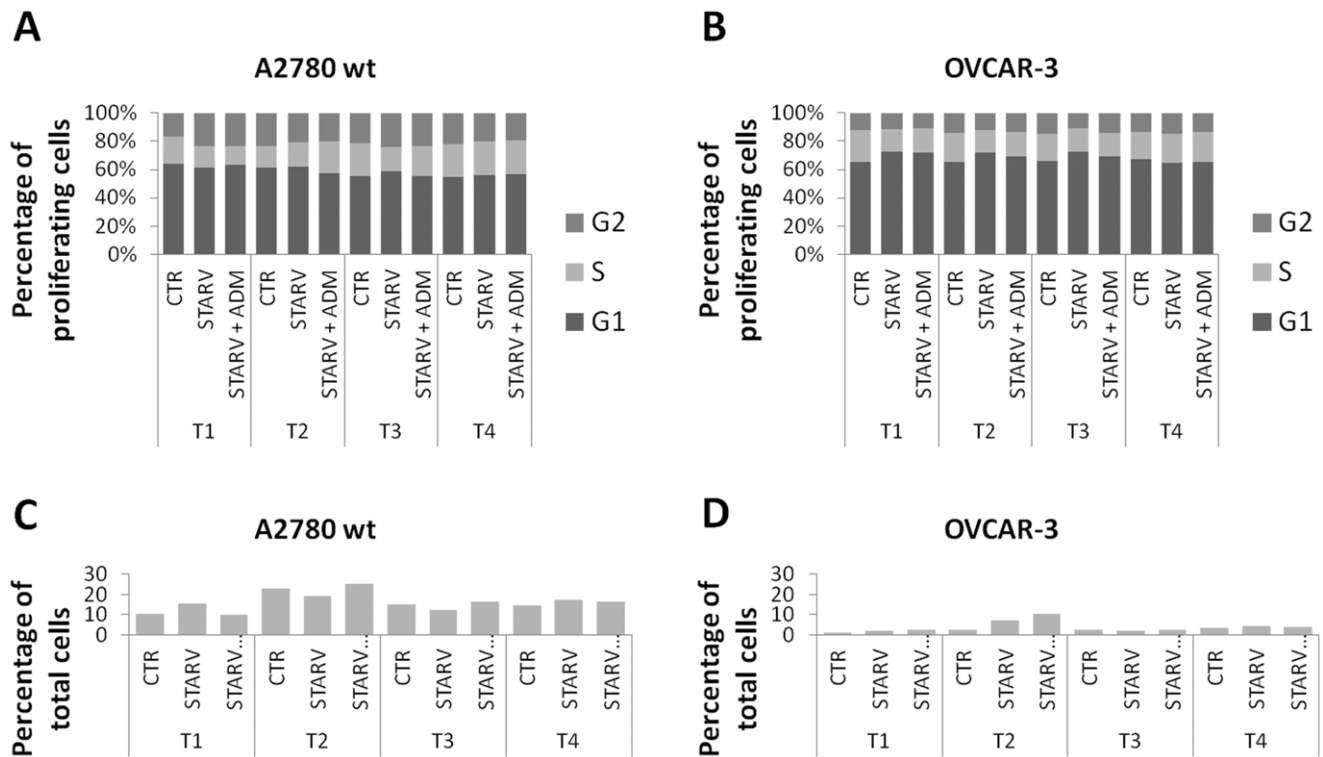 A
A2780 wt
Percentage of
proliferating cells
100%
80%
60%
40%
20%
0%
CTR
STARV
STARV + ADM
CTR
STARV
STARV + ADM
CTR
STARV
STARV + ADM
CTR
STARV
STARV + ADM
T1 T2 T3 T4
G2
S
G1
B
OVCAR-3
Percentage of
proliferating cells
100%
80%
60%
40%
20%
0%
CTR
STARV
STARV + ADM
CTR
STARV
STARV + ADM
CTR
STARV
STARV + ADM
CTR
STARV
STARV + ADM
T1 T2 T3 T4
G2
S
G1
C
A2780 wt
Percentage of
total cells
30
20
10
0
CTR
STARV
STARV...
CTR
STARV
STARV...
CTR
STARV
STARV...
CTR
STARV
STARV...
T1 T2 T3 T4
D
OVCAR-3
Percentage of
total cells
30
20
10
0
CTR
STARV
STARV...
CTR
STARV
STARV...
CTR
STARV
STARV...
CTR
STARV
STARV...
T1 T2 T3 T4